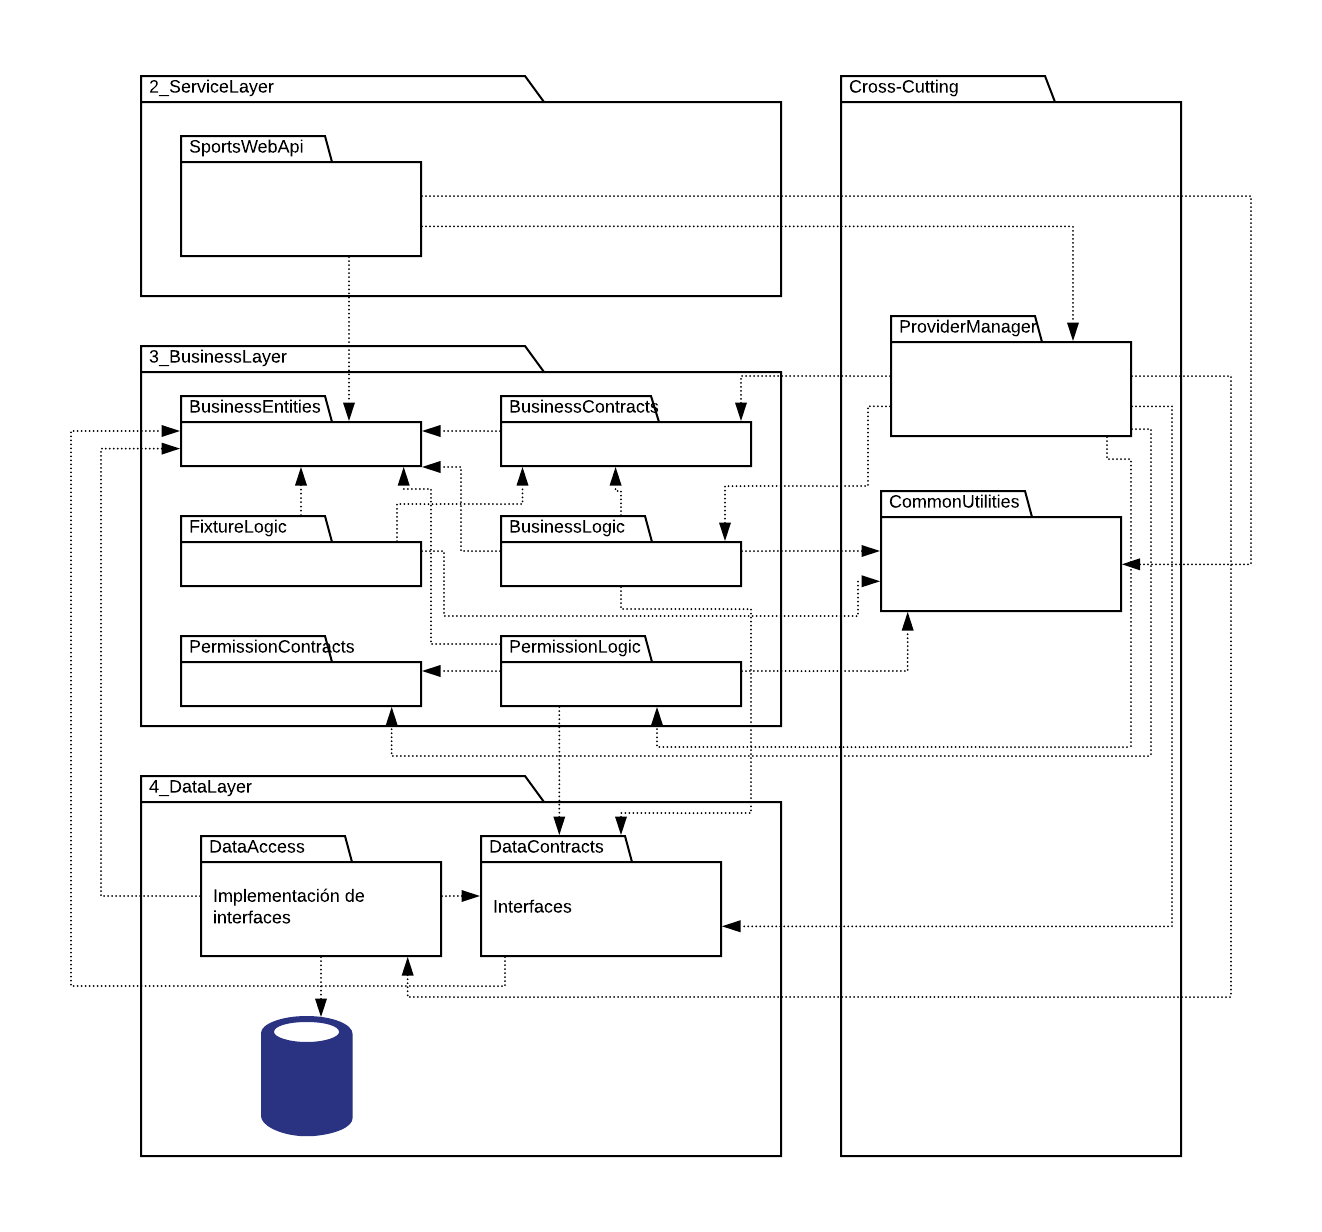 2_ServiceLayer
Cross-Cutting
SportsWebApi
ProviderManager
3_BusinessLayer
BusinessEntities
BusinessContracts
CommonUtilities
FixtureLogic
BusinessLogic
PermissionContracts
PermissionLogic
4_DataLayer
DataAccess
DataContracts
Implementación de
interfaces
Interfaces